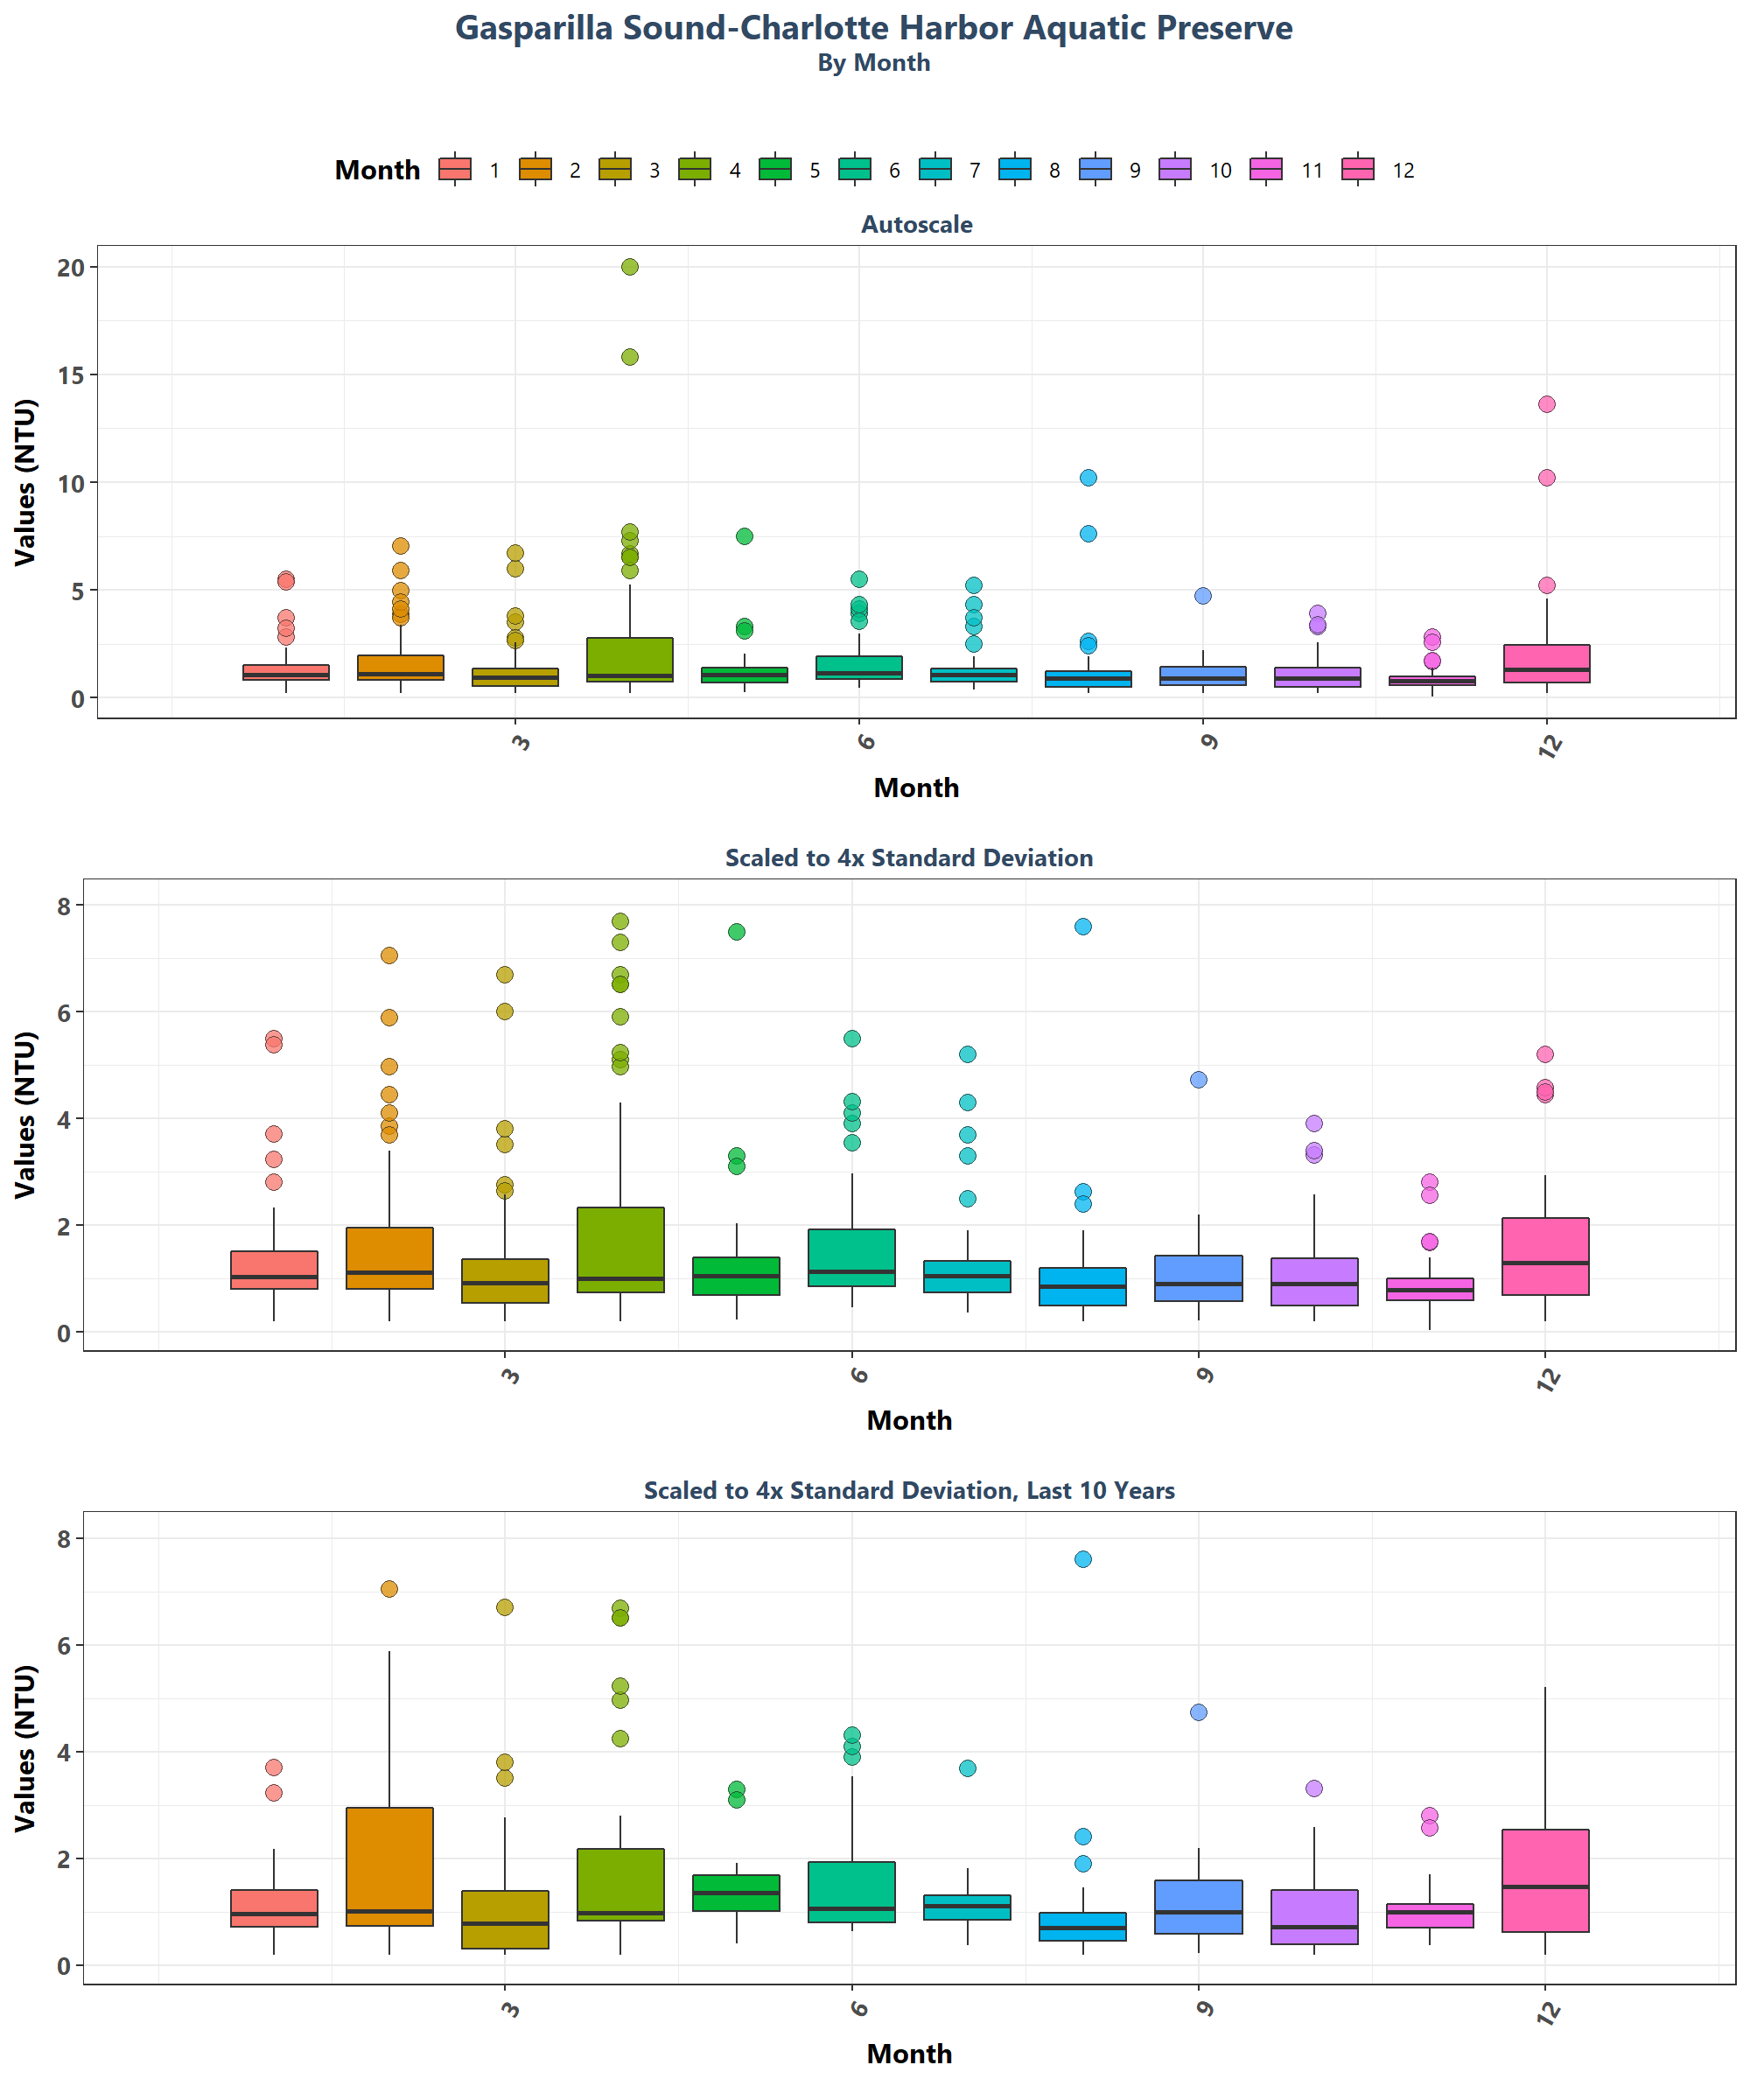 Gasparilla Sound-Charlotte Harbor Aquatic Preserve
By Month
Month 1 2 3 4 5 6 7 8 9 10 11 12
Autoscale
Values (NTU)
20
15
10
5
0
3 6 9 12
Month
Scaled to 4x Standard Deviation
Values (NTU)
8
6
4
2
0
3 6 9 12
Month
Scaled to 4x Standard Deviation, Last 10 Years
Values (NTU)
8
6
4
2
0
3 6 9 12
Month